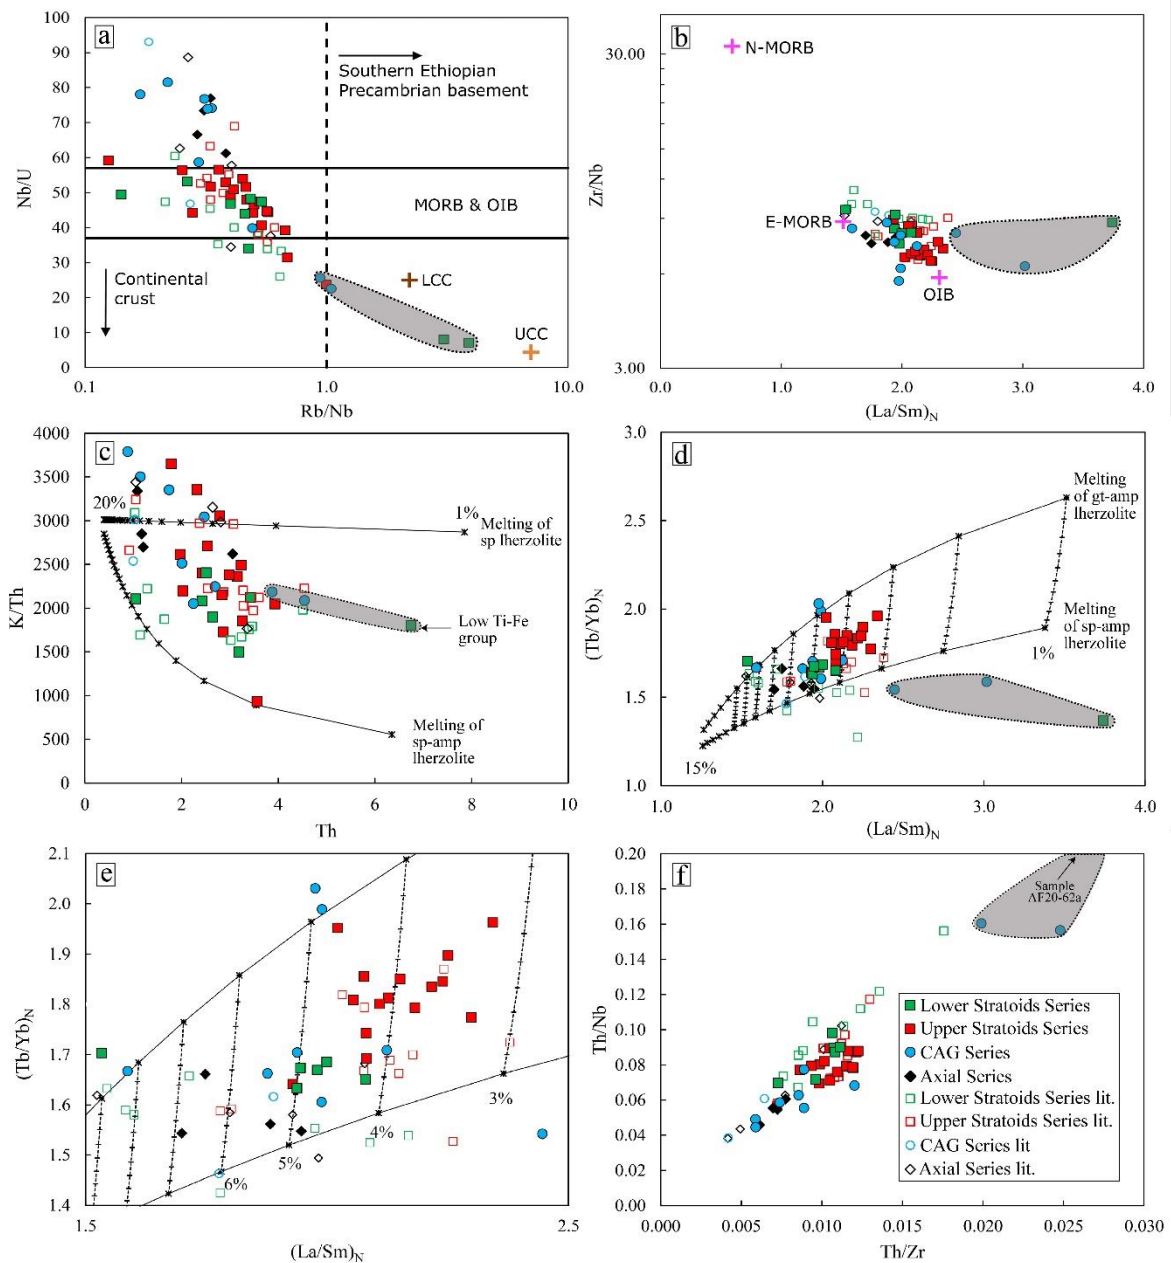 a
100
90
80
70
60
50
40
30
20
10
0
Nb/U
Southern Ethiopian
Precambrian basement
MORB & OIB
Continental
crust
LCC
UCC
0.1
1.0
10.0
Rb/Nb
b
30.00
3.00
Zr/Nb
N-MORB
E-MORB
OIB
0.0
1.0
2.0
3.0
4.0
(La/Sm)N
c
4000
3500
3000
2500
2000
1500
1000
500
0
K/Th
20%
1%
Melting of
sp lherzolite
Low Ti-Fe
group
Melting of
sp-amp
lherzolite
0
2
4
6
8
10
Th
d
3.0
2.5
2.0
1.5
1.0
(Tb/Yb)N
Melting of
gt-amp
lherzolite
Melting of
sp-amp
lherzolite
1%
15%
1.0
2.0
3.0
4.0
(La/Sm)N
e
2.1
2.0
1.9
1.8
1.7
1.6
1.5
1.4
(Tb/Yb)N
3%
4%
5%
6%
1.5
2.5
(La/Sm)N
f
0.20
0.18
0.16
0.14
0.12
0.10
0.08
0.06
0.04
0.02
0.00
Th/Nb
Sample
AF20-62a
Lower Stratoids Series
Upper Stratoids Series
CAG Series
Axial Series
Lower Stratoids Series lit.
Upper Stratoids Series lit.
CAG Series lit
Axial Series lit.
0.000
0.005
0.010
0.015
0.020
0.025
0.030
Th/Zr